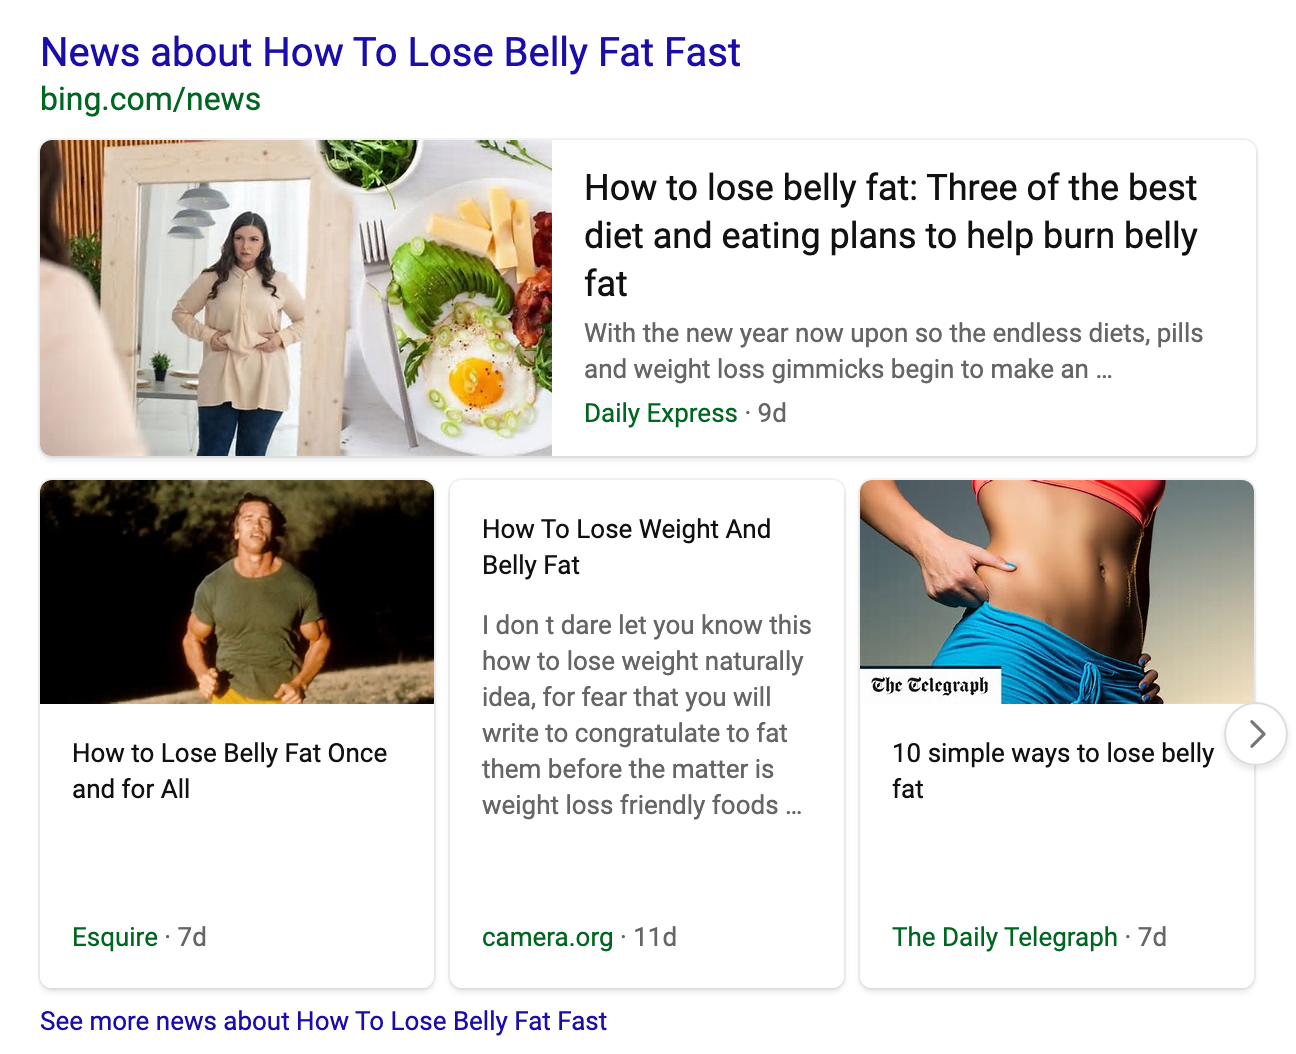 News about How To Lose Belly Fat Fast
bing.com/news
How to lose belly fat: Three of the best
diet and eating plans to help burn belly
fat
With the new year now upon so the endless diets, pills
and weight loss gimmicks begin to make an ...
Daily Express · 9d
How to Lose Belly Fat Once
and for All
Esquire · 7d
How To Lose Weight And
Belly Fat
I don t dare let you know this
how to lose weight naturally
idea, for fear that you will
write to congratulate to fat
them before the matter is
weight loss friendly foods ...
camera.org · 11d
The Telegraph
10 simple ways to lose belly
fat
The Daily Telegraph · 7d
See more news about How To Lose Belly Fat Fast